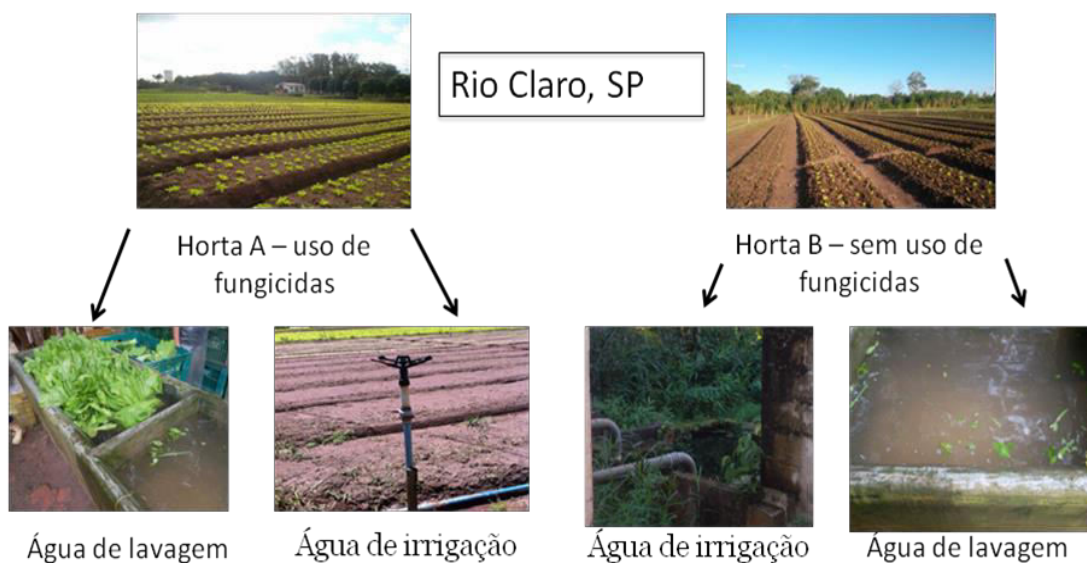 Rio Claro, SP
Horta A – uso de
fungicidas
Horta B – sem uso de
fungicidas
Água de lavagem
Água de irrigação
Água de irrigação
Água de lavagem